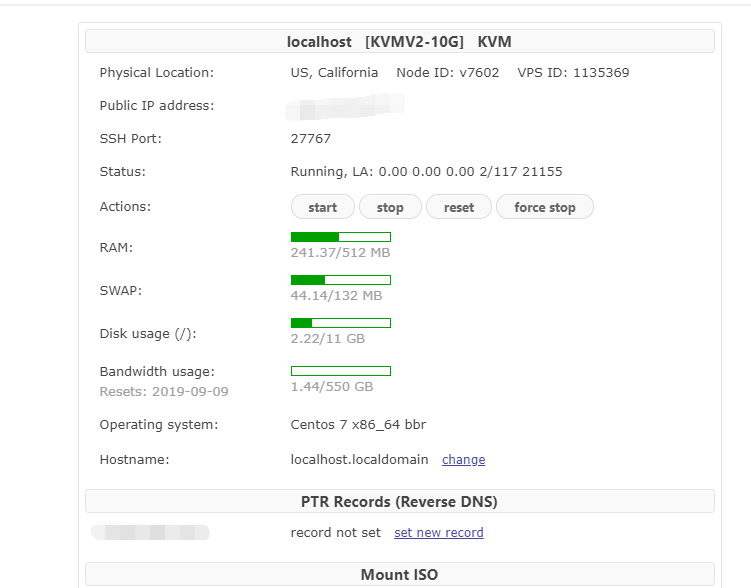 localhost [KVMV2-10G] KVM
Physical Location: US, California Node ID: v7602 VPS ID: 1135369
Public IP address:
SSH Port: 27767
Status: Running, LA: 0.00 0.00 0.00 2/117 21155
Actions: start stop reset force stop
RAM:
241.37/512 MB
SWAP:
44.14/132 MB
Disk usage (/):
2.22/11 GB
Bandwidth usage:
Resets: 2019-09-09 1.44/550 GB
Operating system: Centos 7 x86_64 bbr
Hostname: localhost.localdomain change
PTR Records (Reverse DNS)
record not set set new record
Mount ISO